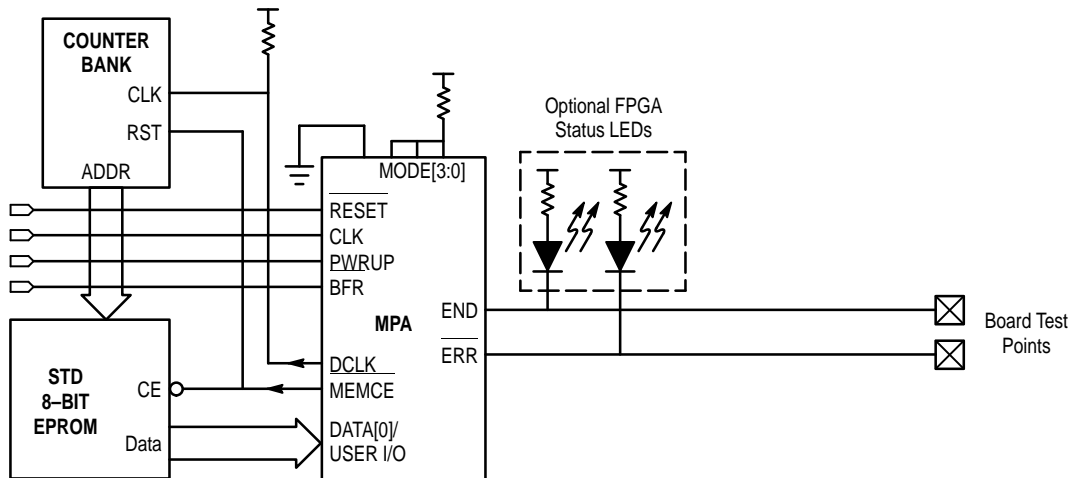 COUNTER
BANK
CLK
RST
ADDR
Optional FPGA
Status LEDs
MODE[3:0]
RESET
CLK
PWRUP
BFR
MPA
END
ERR
DCLK
MEMCE
DATA[0]/
USER I/O
Board Test
Points
STD
8–BIT
EPROM
CE
Data